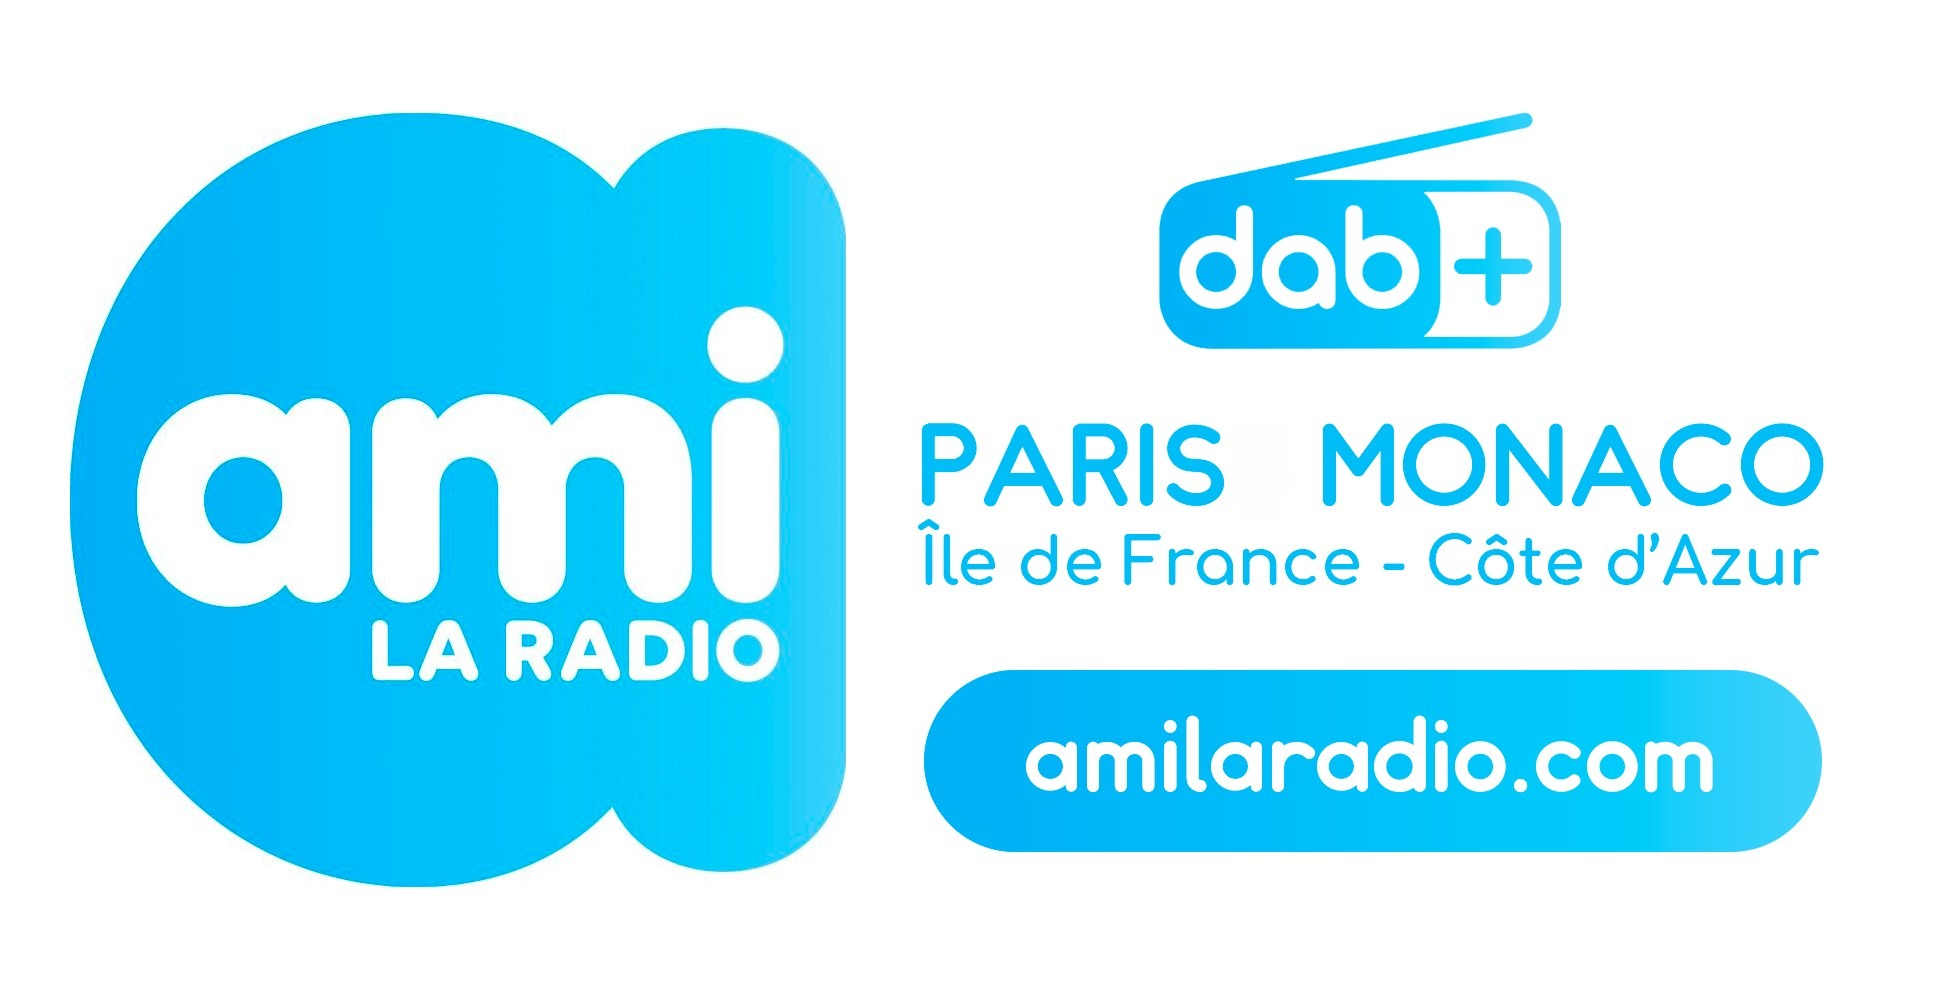 ami
LA RADIO
dab+
PARIS MONACO
Île de France - Côte d’Azur
amilaradio.com